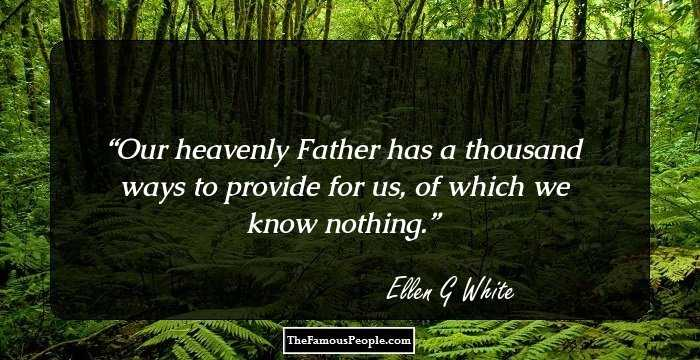 “Our heavenly Father has a thousand
ways to provide for us, of which we
know nothing.”
Ellen G White
TheFamousPeople.com